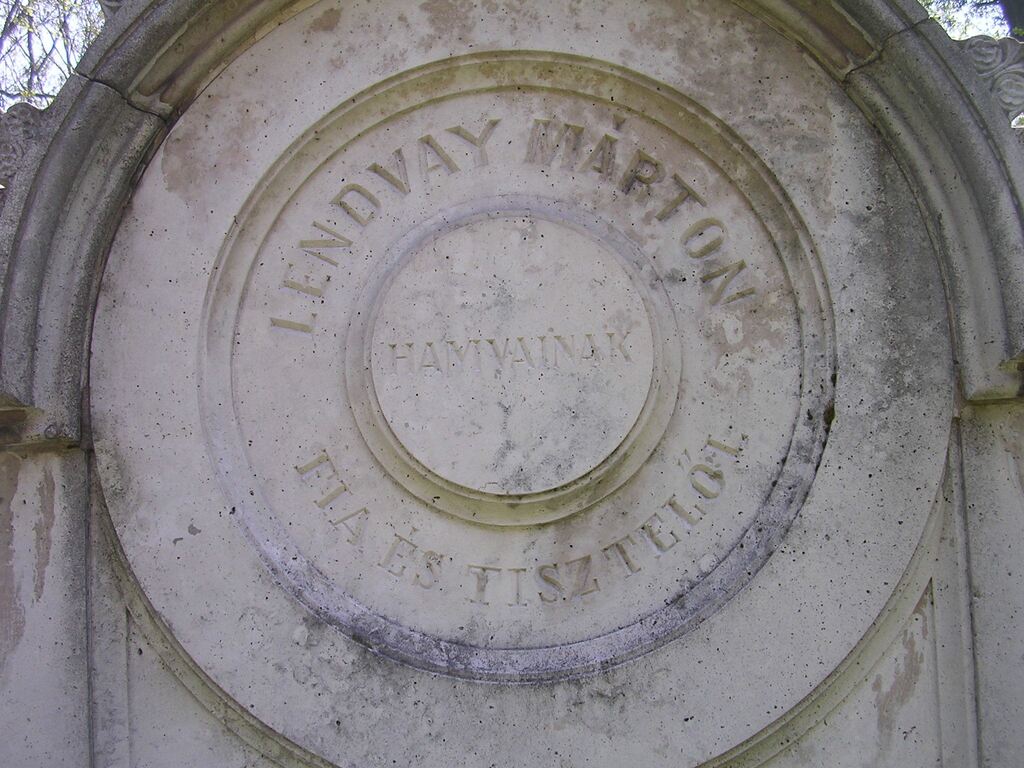 LENDVAY MÁRTON
HAMVAINAK
FIA ÉS TISZTELŐI.